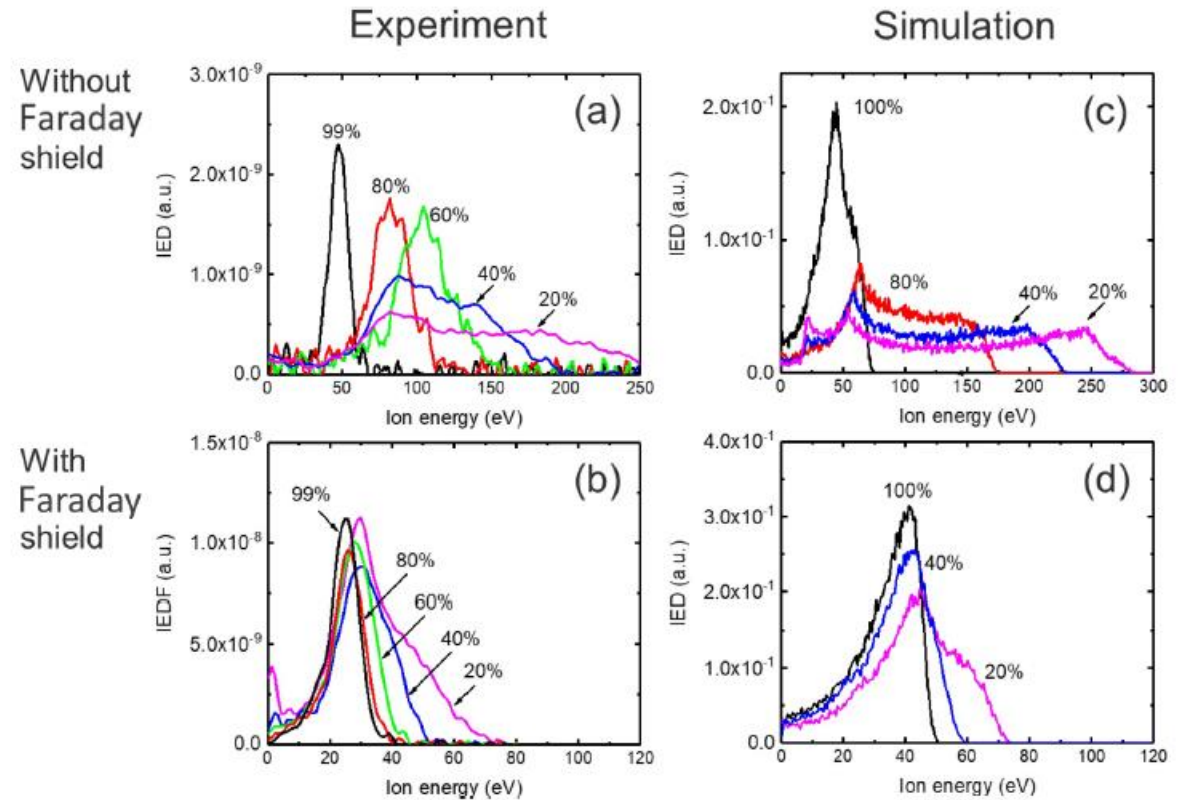 Experiment
Simulation
Without
Faraday
shield
3.0x10-9
2.0x10-9
1.0x10-9
0.0
IED (a.u.)
(a)
99%
80%
60%
40%
20%
0 50 100 150 200 250
Ion energy (eV)
2.0x10-1
1.0x10-1
0.0
IED (a.u.)
(c)
100%
80%
40%
20%
0 50 100 150 200 250 300
Ion energy (eV)
With
Faraday
shield
1.5x10-8
1.0x10-8
5.0x10-9
0.0
IEDF (a.u.)
(b)
99%
80%
60%
40%
20%
0 20 40 60 80 100 120
Ion energy (eV)
4.0x10-1
3.0x10-1
2.0x10-1
1.0x10-1
0.0
IED (a.u.)
(d)
100%
40%
20%
0 20 40 60 80 100 120
Ion energy (eV)